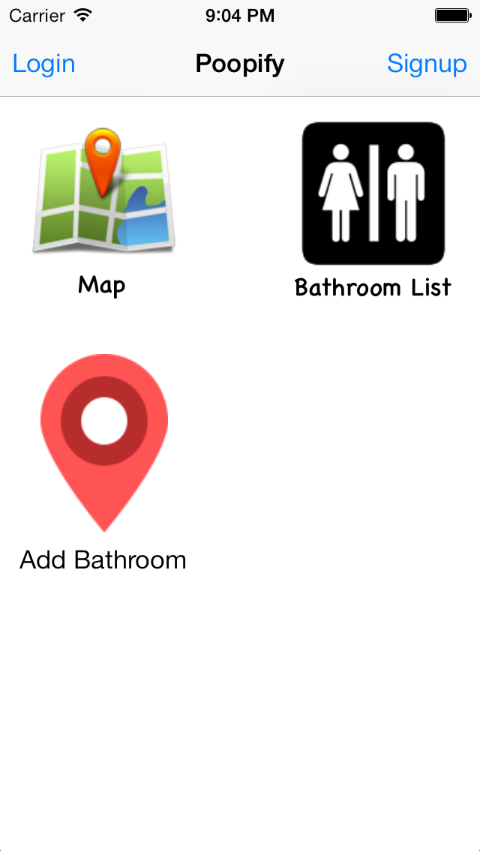 Carrier 9:04 PM
Login Poopify Signup
Map Bathroom List
Add Bathroom